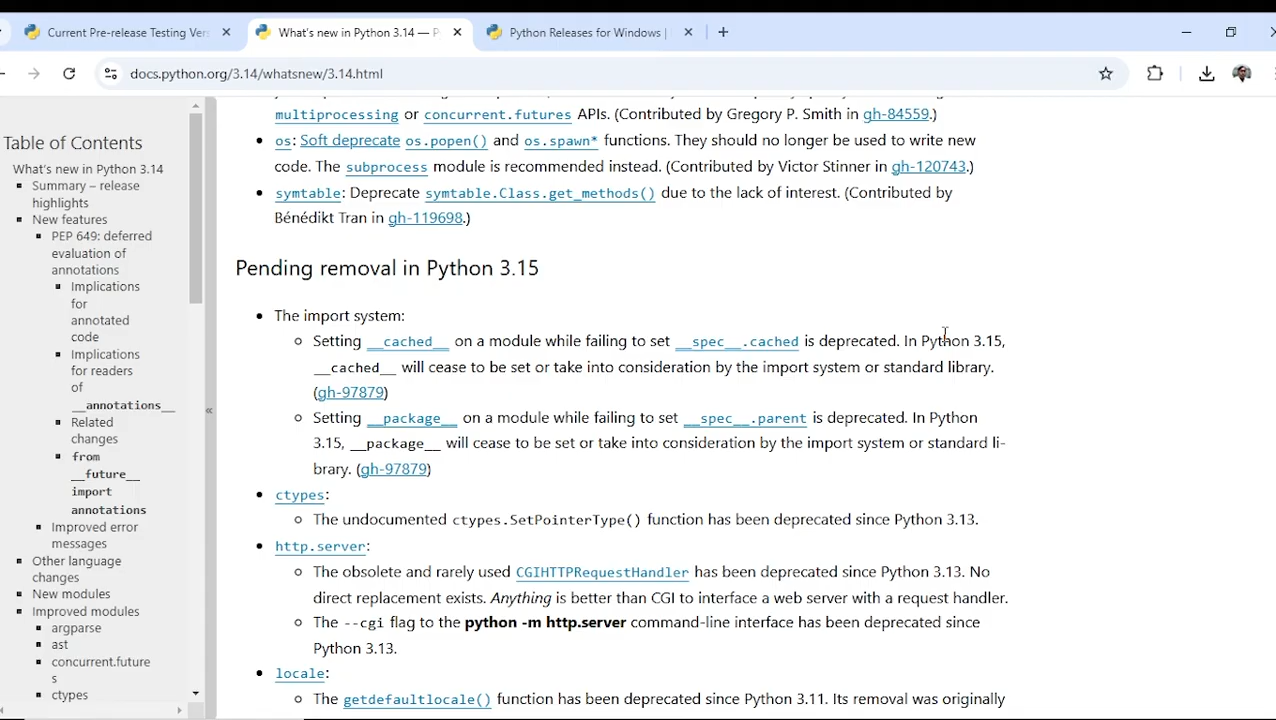 Current Pre-release Testing Ver
What's new in Python 3.14 —
Python Releases for Windows |
docs.python.org/3.14/whatsnew/3.14.html
Table of Contents
What's new in Python 3.14
Summary – release
highlights
New features
PEP 649: deferred
evaluation of
annotations
Implications
for
annotated
code
Implications
for readers
of
__annotations__
Related
changes
from
__future__
import
annotations
Improved error
messages
Other language
changes
New modules
Improved modules
argparse
ast
concurrent.future
s
ctypes
multiprocessing or concurrent.futures APIs. (Contributed by Gregory P. Smith in gh-84559.)
os: Soft deprecate os.popen() and os.spawn* functions. They should no longer be used to write new
code. The subprocess module is recommended instead. (Contributed by Victor Stinner in gh-120743.)
symtable: Deprecate symtable.Class.get_methods() due to the lack of interest. (Contributed by
Bénédikt Tran in gh-119698.)
Pending removal in Python 3.15
The import system:
Setting __cached__ on a module while failing to set __spec__.cached is deprecated. In Python 3.15,
__cached__ will cease to be set or take into consideration by the import system or standard library.
(gh-97879)
Setting __package__ on a module while failing to set __spec__.parent is deprecated. In Python
3.15, __package__ will cease to be set or take into consideration by the import system or standard li-
brary. (gh-97879)
ctypes:
The undocumented ctypes.SetPointerType() function has been deprecated since Python 3.13.
http.server:
The obsolete and rarely used CGIHTTPRequestHandler has been deprecated since Python 3.13. No
direct replacement exists. Anything is better than CGI to interface a web server with a request handler.
The --cgi flag to the python -m http.server command-line interface has been deprecated since
Python 3.13.
locale:
The getdefaultlocale() function has been deprecated since Python 3.11. Its removal was originally